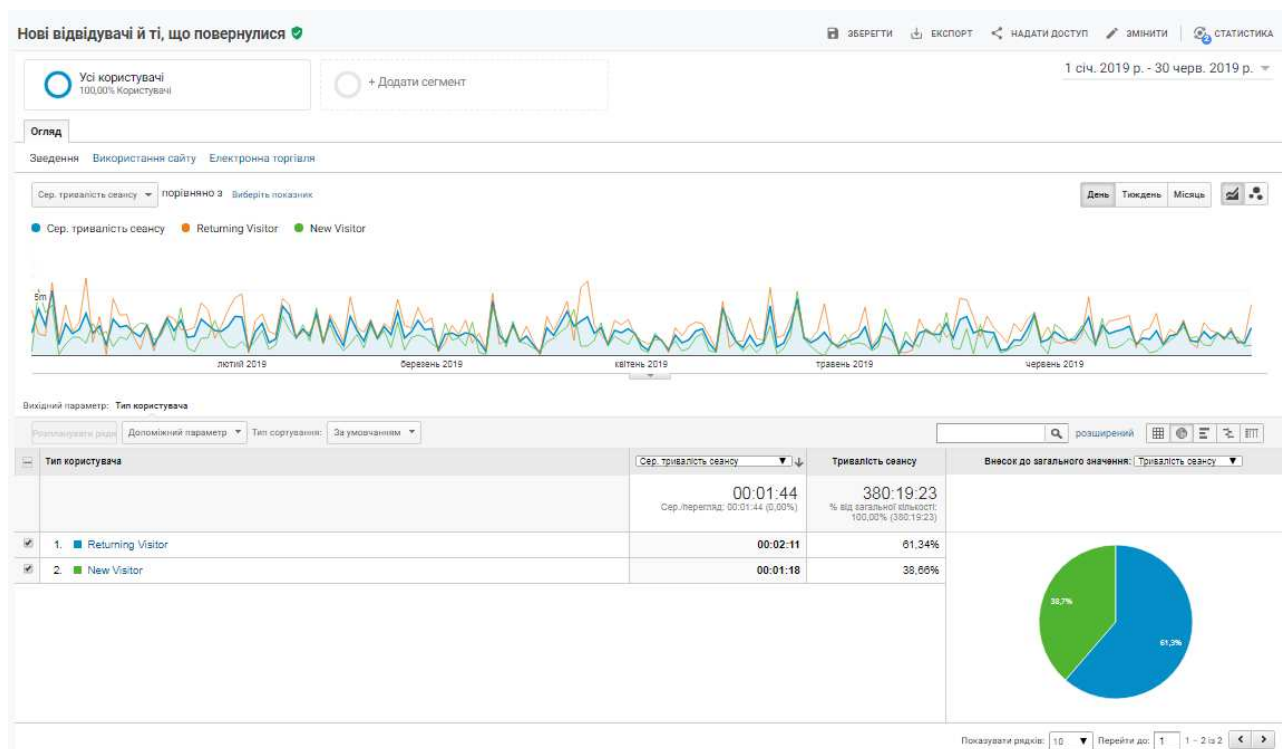 Нові відвідувачі й ті, що повернулися
ЗБЕРЕГТИ ЕКСПОРТ НАДАТИ ДОСТУП ЗМІНИТИ 2 СТАТИСТИКА
Усі користувачі
100,00% Користувачі
+ Додати сегмент
1 січ. 2019 р. - 30 черв. 2019 р.
Огляд
Зведення Використання сайту Електронна торгівля
Сер. тривалість сеансу порівняно з Виберіть показник
День Тиждень Місяць
Сер. тривалість сеансу Returning Visitor New Visitor
5m
лютий 2019 березень 2019 квітень 2019 травень 2019 червень 2019
Вихідний параметр: Тип користувача
Розпланувати рядки Допоміжний параметр Тип сортування: За умовчанням розширений
Тип користувача Сер. тривалість сеансу Тривалість сеансу Внесок до загального значення: Тривалість сеансу
00:01:44 380:19:23
Сер./перегляд: 00:01:44 (0,00%) % від загальної кількості:
100,00% (380:19:23)
1. Returning Visitor 00:02:11 61,34%
2. New Visitor 00:01:18 38,66%
38,7%
61,3%
Показувати рядків: 10 Перейти до: 1 1 – 2 із 2